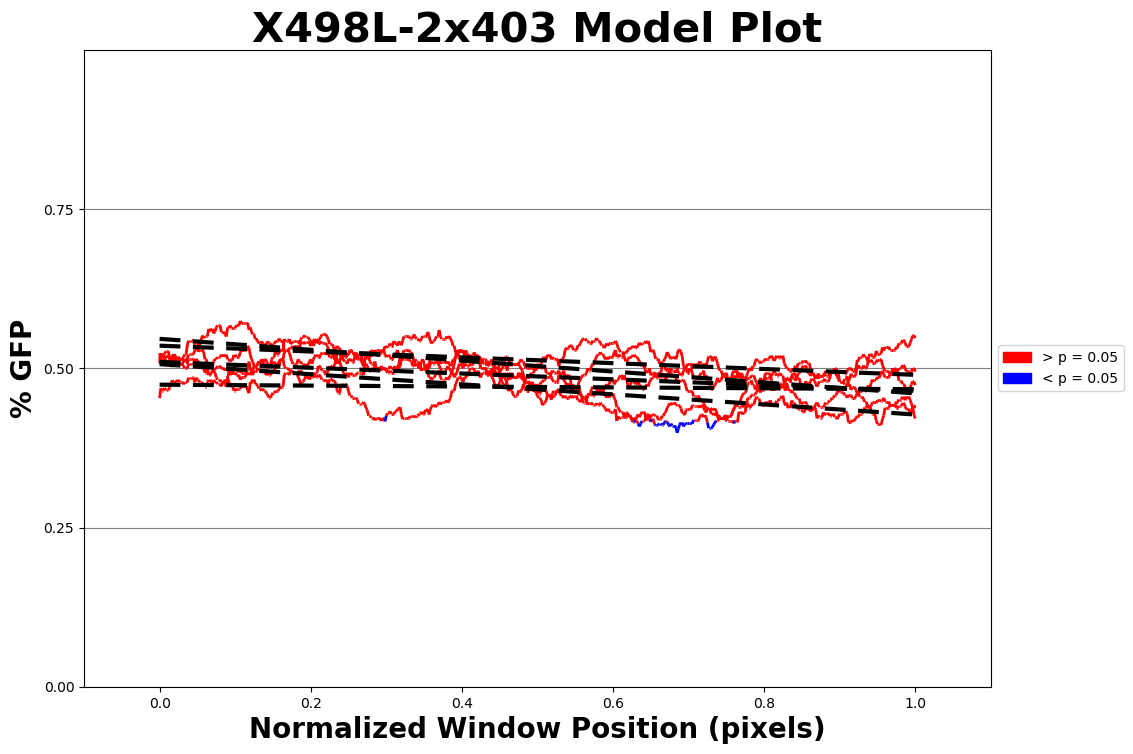 X498L-2x403 Model Plot
% GFP
0.75
0.50
0.25
0.00
0.0 0.2 0.4 0.6 0.8 1.0
Normalized Window Position (pixels)
> p = 0.05
< p = 0.05